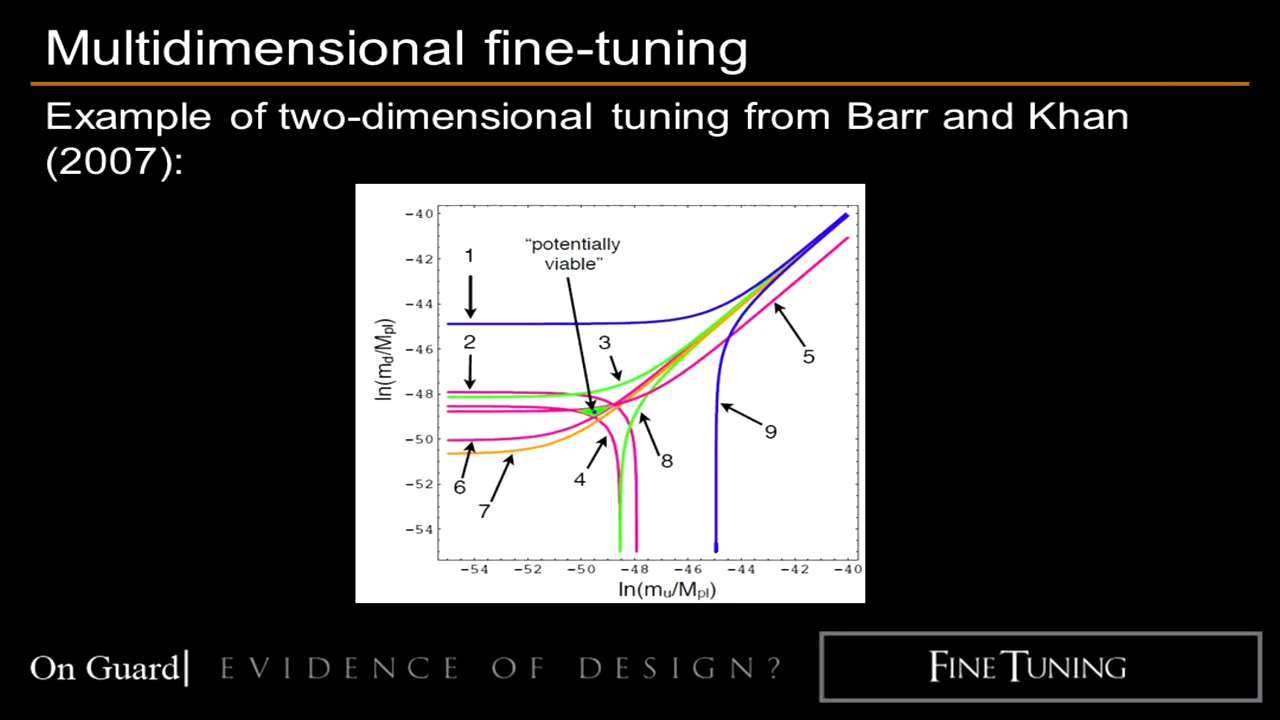 Multidimensional fine-tuning
Example of two-dimensional tuning from Barr and Khan
(2007):
-40
-42
-44
-46
-48
-50
-52
-54
ln(md/Mpl)
1
2
"potentially
viable"
3
5
9
8
4
6
7
-54 -52 -50 -48 -46 -44 -42 -40
ln(mu/Mpl)
On Guard| EVIDENCE OF DESIGN?
FINE TUNING